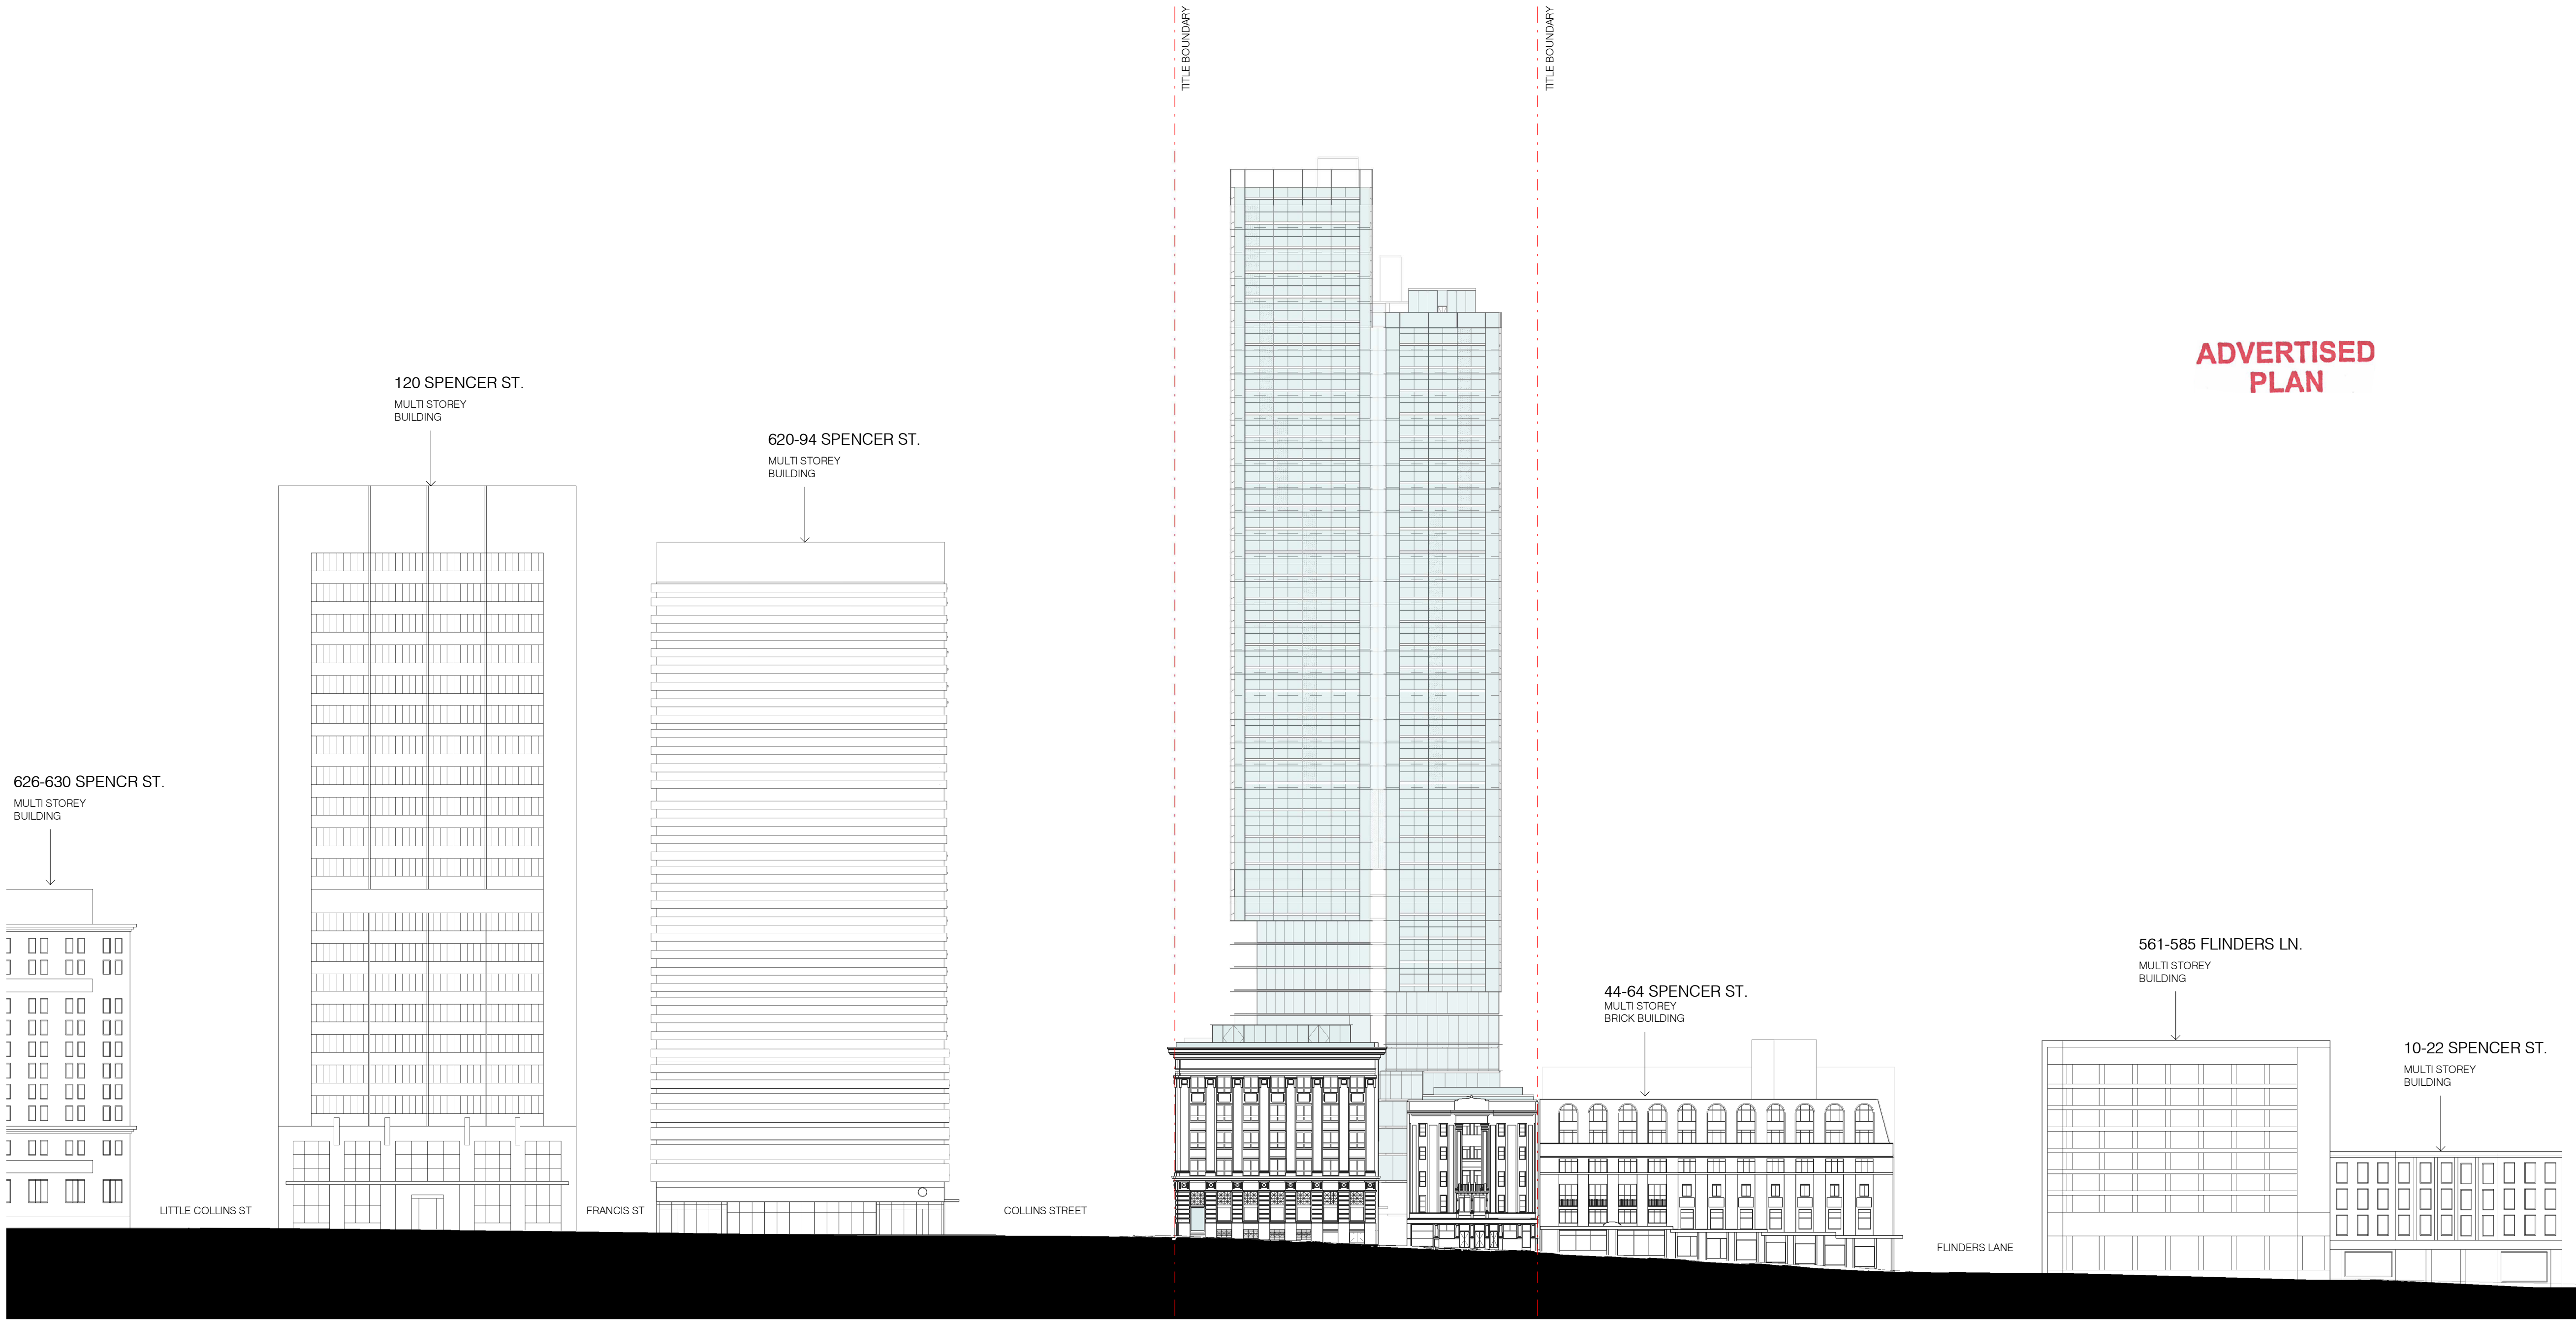 TITLE BOUNDARY
TITLE BOUNDARY
ADVERTISED
PLAN
120 SPENCER ST.
MULTI STOREY
BUILDING
620-94 SPENCER ST.
MULTI STOREY
BUILDING
626-630 SPENCR ST.
MULTI STOREY
BUILDING
44-64 SPENCER ST.
MULTI STOREY
BRICK BUILDING
561-585 FLINDERS LN.
MULTI STOREY
BUILDING
10-22 SPENCER ST.
MULTI STOREY
BUILDING
LITTLE COLLINS ST
FRANCIS ST
COLLINS STREET
FLINDERS LANE